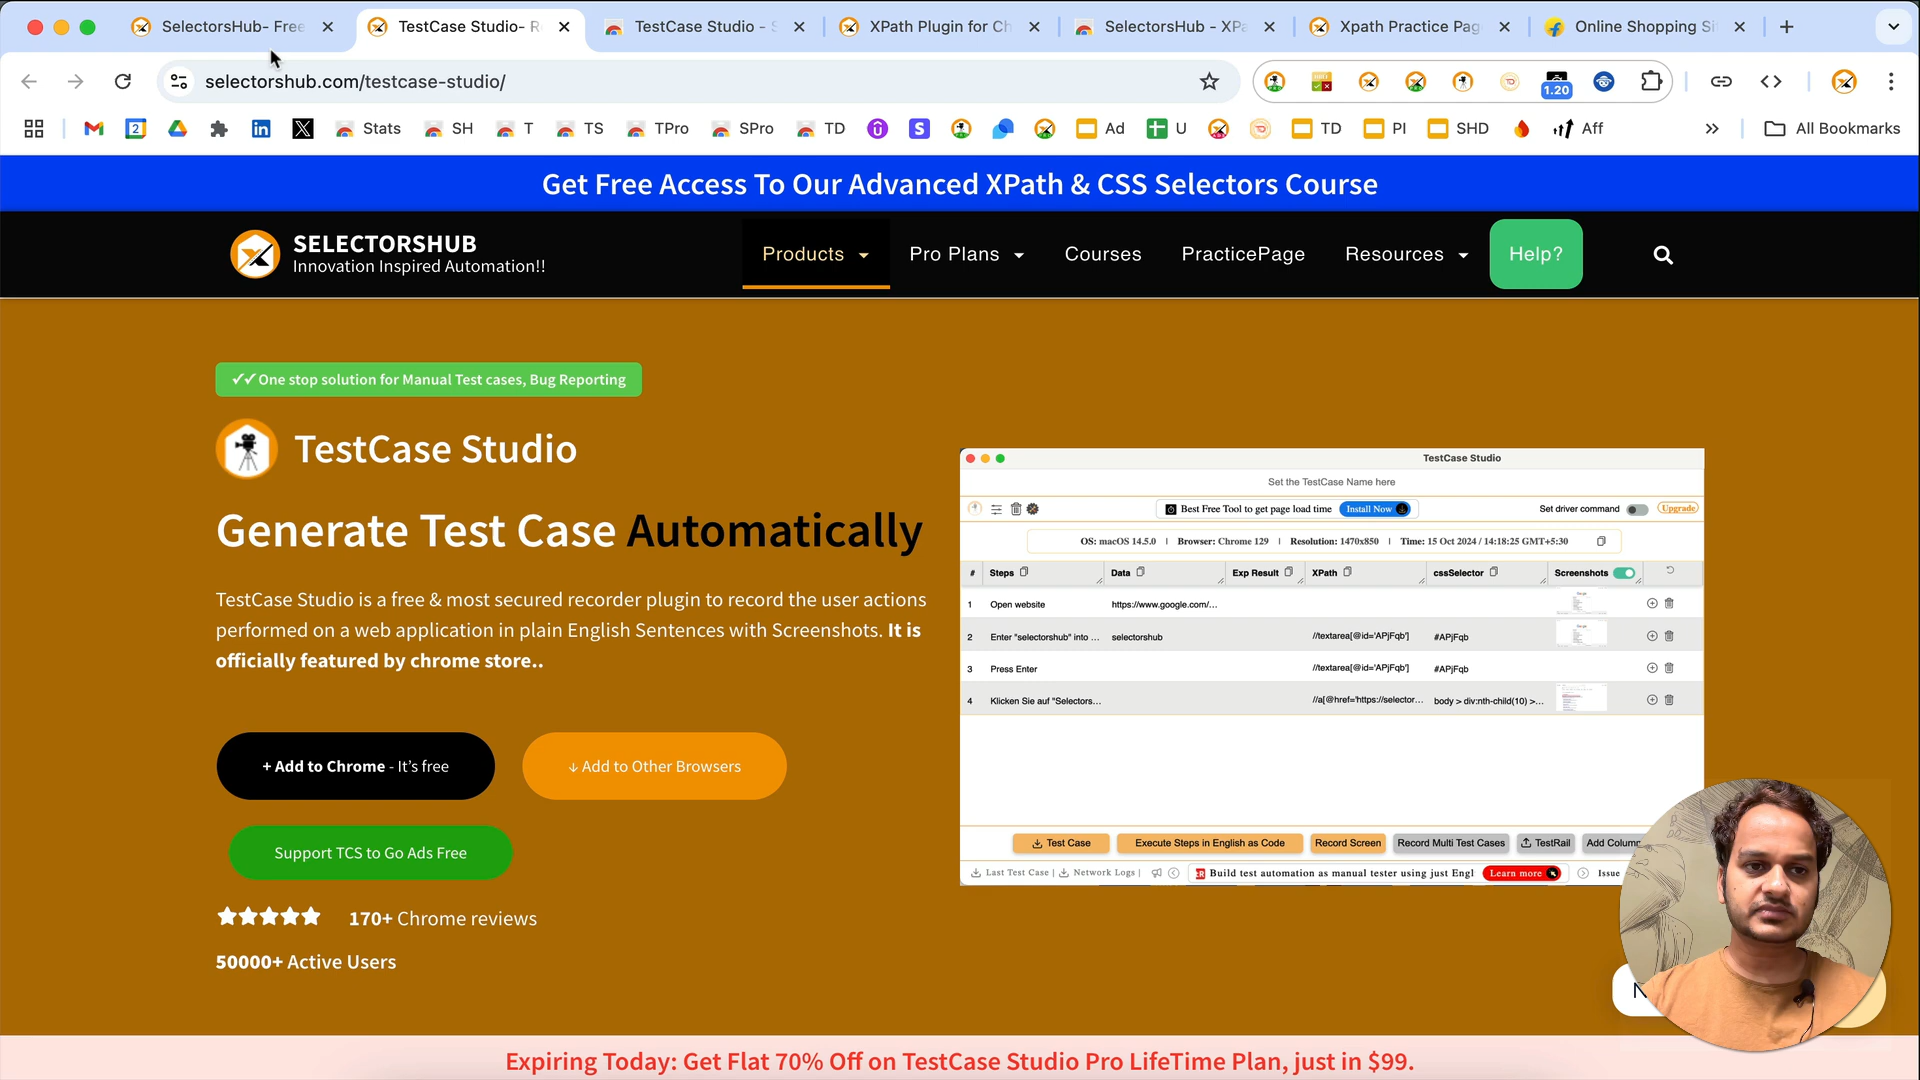 SelectorsHub- Free
TestCase Studio- R
TestCase Studio - S
XPath Plugin for Ch
SelectorsHub - XPa
Xpath Practice Pag
Online Shopping Si
selectorshub.com/testcase-studio/
1.20
2
Stats
SH
T
TS
TPro
SPro
TD
S
Ad
U
TD
PI
SHD
Aff
All Bookmarks
Get Free Access To Our Advanced XPath & CSS Selectors Course
SELECTORSHUB
Innovation Inspired Automation!!
Products
Pro Plans
Courses
PracticePage
Resources
Help?
✓✓One stop solution for Manual Test cases, Bug Reporting
TestCase Studio
Generate Test Case Automatically
TestCase Studio is a free & most secured recorder plugin to record the user actions
performed on a web application in plain English Sentences with Screenshots. It is
officially featured by chrome store..
+ Add to Chrome - It's free
↓ Add to Other Browsers
Support TCS to Go Ads Free
170+ Chrome reviews
50000+ Active Users
TestCase Studio
Set the TestCase Name here
Best Free Tool to get page load time Install Now
Set driver command Upgrade
OS: macOS 14.5.0 | Browser: Chrome 129 | Resolution: 1470x850 | Time: 15 Oct 2024 / 14:18:25 GMT+5:30
# Steps Data Exp Result XPath cssSelector Screenshots
1 Open website https://www.google.com/...
2 Enter "selectorshub" into ... selectorshub //textarea[@id='APjFqb'] #APjFqb
3 Press Enter //textarea[@id='APjFqb'] #APjFqb
4 Klicken Sie auf "Selectors... //a[@href='https://selector... body > div:nth-child(10) >...
Test Case Execute Steps in English as Code Record Screen Record Multi Test Cases TestRail Add Column
Last Test Case | Network Logs | Build test automation as manual tester using just Engl Learn more Issue
Expiring Today: Get Flat 70% Off on TestCase Studio Pro LifeTime Plan, just in $99.